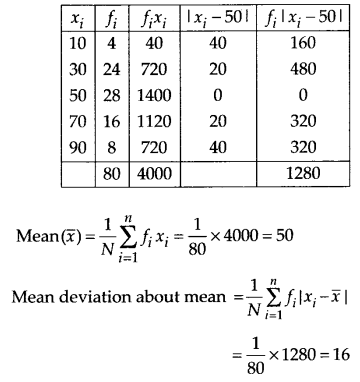 xᵢ fᵢ fᵢxᵢ |xᵢ – 50| fᵢ|xᵢ – 50|
10 4 40 40 160
30 24 720 20 480
50 28 1400 0 0
70 16 1120 20 320
90 8 720 40 320
80 4000 1280
Mean(x̄) = 1/N ∑ᵢ₌₁ⁿ fᵢ xᵢ = 1/80 × 4000 = 50
Mean deviation about mean = 1/N ∑ᵢ₌₁ⁿ fᵢ|xᵢ – x̄|
= 1/80 × 1280 = 16